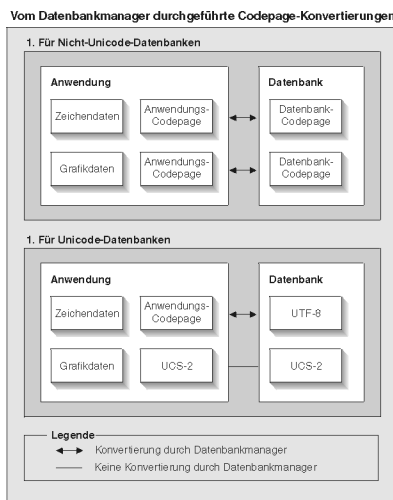 Vom Datenbankmanager durchgeführte Codepage-Konvertierungen
1. Für Nicht-Unicode-Datenbanken
Anwendung
Datenbank
Zeichendaten
Anwendungs-
Codepage
Datenbank-
Codepage
Grafikdaten
Anwendungs-
Codepage
Datenbank-
Codepage
1. Für Unicode-Datenbanken
Anwendung
Datenbank
Zeichendaten
Anwendungs-
Codepage
UTF-8
Grafikdaten
UCS-2
UCS-2
Legende
Konvertierung durch Datenbankmanager
Keine Konvertierung durch Datenbankmanager